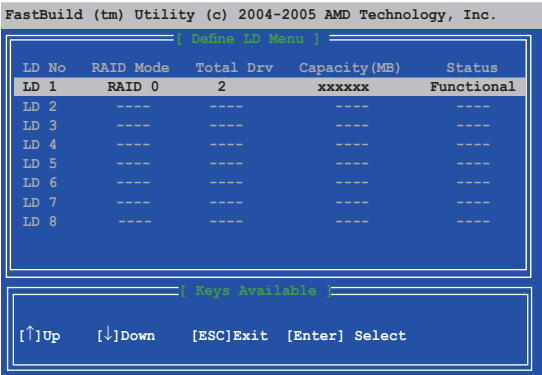 FastBuild (tm) Utility (c) 2004-2005 AMD Technology, Inc.
[ Define LD Menu ]
LD No RAID Mode Total Drv Capacity(MB) Status
LD 1 RAID 0 2 xxxxxx Functional
LD 2 ---- ---- ---- ----
LD 3 ---- ---- ---- ----
LD 4 ---- ---- ---- ----
LD 5 ---- ---- ---- ----
LD 6 ---- ---- ---- ----
LD 7 ---- ---- ---- ----
LD 8 ---- ---- ---- ----
[ Keys Available ]
[↑]Up [↓]Down [ESC]Exit [Enter] Select